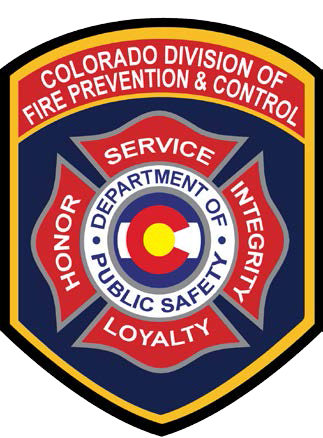 COLORADO DIVISION OF
FIRE PREVENTION & CONTROL
SERVICE
HONOR
INTEGRITY
LOYALTY
DEPARTMENT OF
• PUBLIC SAFETY •